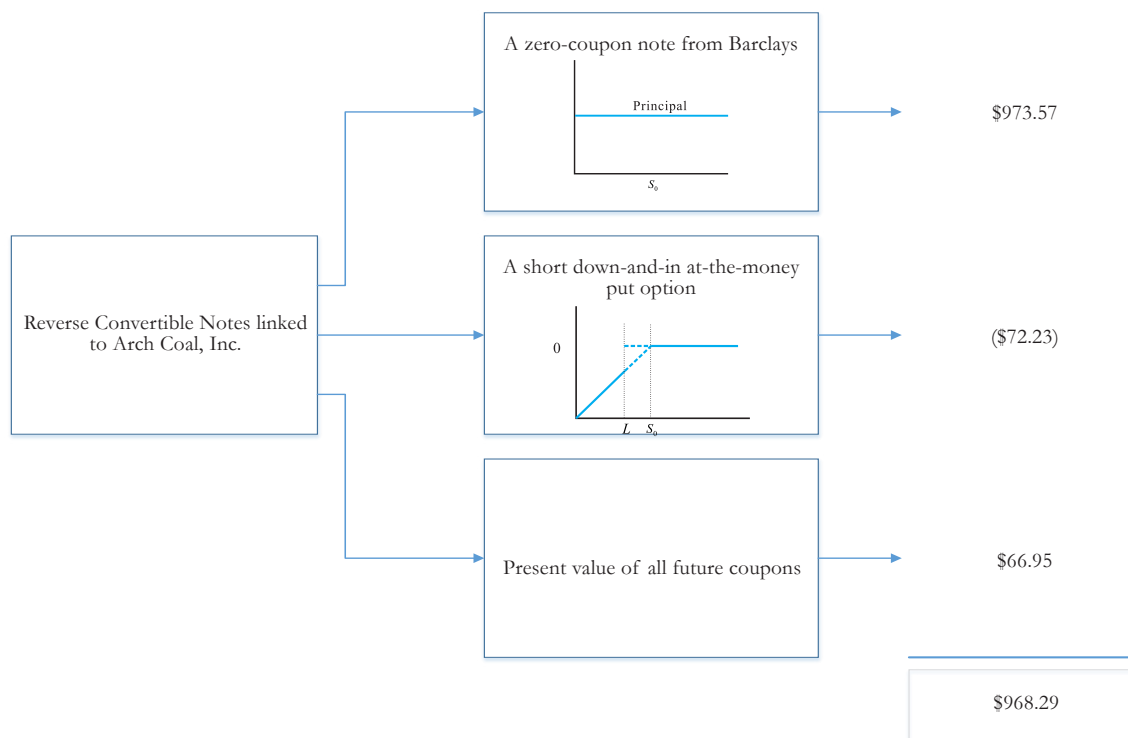 A zero-coupon note from Barclays
Principal
S₀
$973.57
Reverse Convertible Notes linked
to Arch Coal, Inc.
A short down-and-in at-the-money
put option
0
L S₀
($72.23)
Present value of all future coupons
$66.95
$968.29